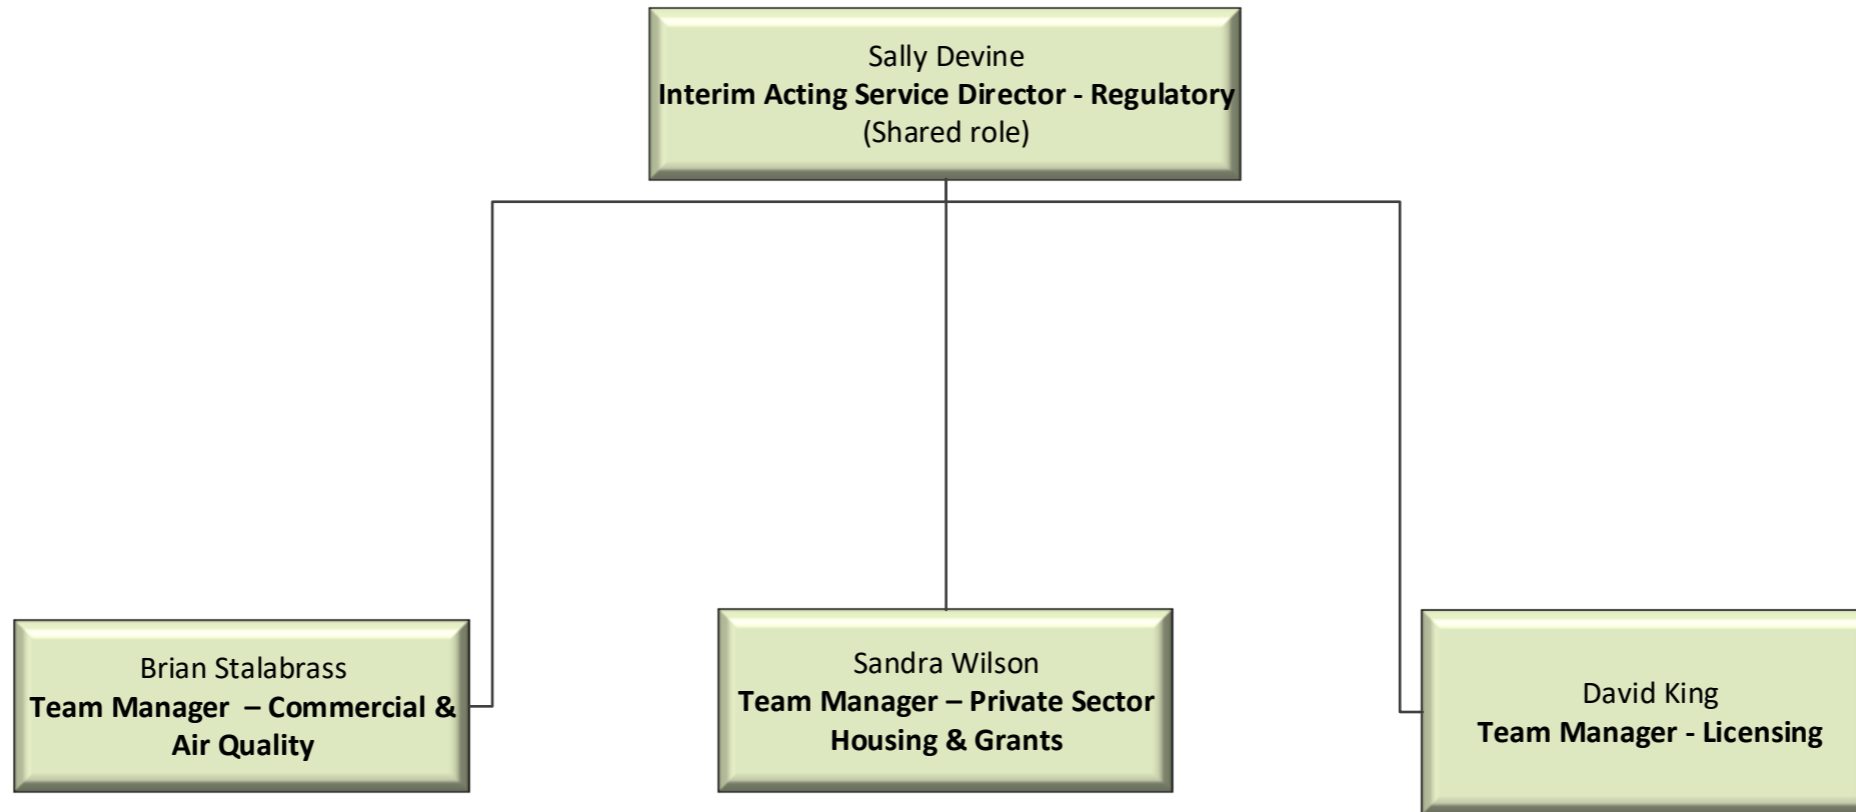 Sally Devine
Interim Acting Service Director - Regulatory
(Shared role)
Brian Stalabrass
Team Manager – Commercial &
Air Quality
Sandra Wilson
Team Manager – Private Sector
Housing & Grants
David King
Team Manager - Licensing